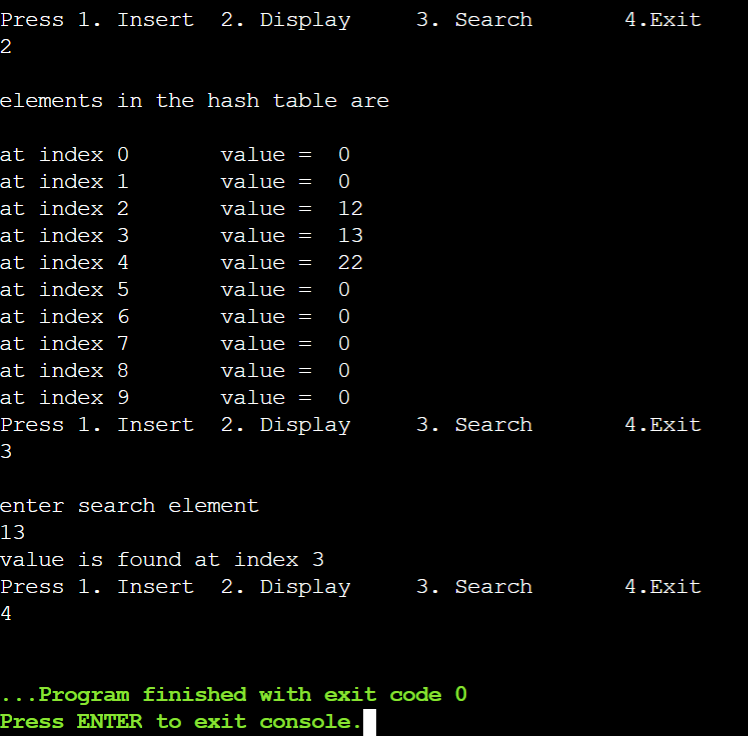 Press 1. Insert  2. Display     3. Search       4.Exit
2
elements in the hash table are
at index 0       value =  0
at index 1       value =  0
at index 2       value =  12
at index 3       value =  13
at index 4       value =  22
at index 5       value =  0
at index 6       value =  0
at index 7       value =  0
at index 8       value =  0
at index 9       value =  0
Press 1. Insert  2. Display     3. Search       4.Exit
3
enter search element
13
value is found at index 3
Press 1. Insert  2. Display     3. Search       4.Exit
4
...Program finished with exit code 0
Press ENTER to exit console.